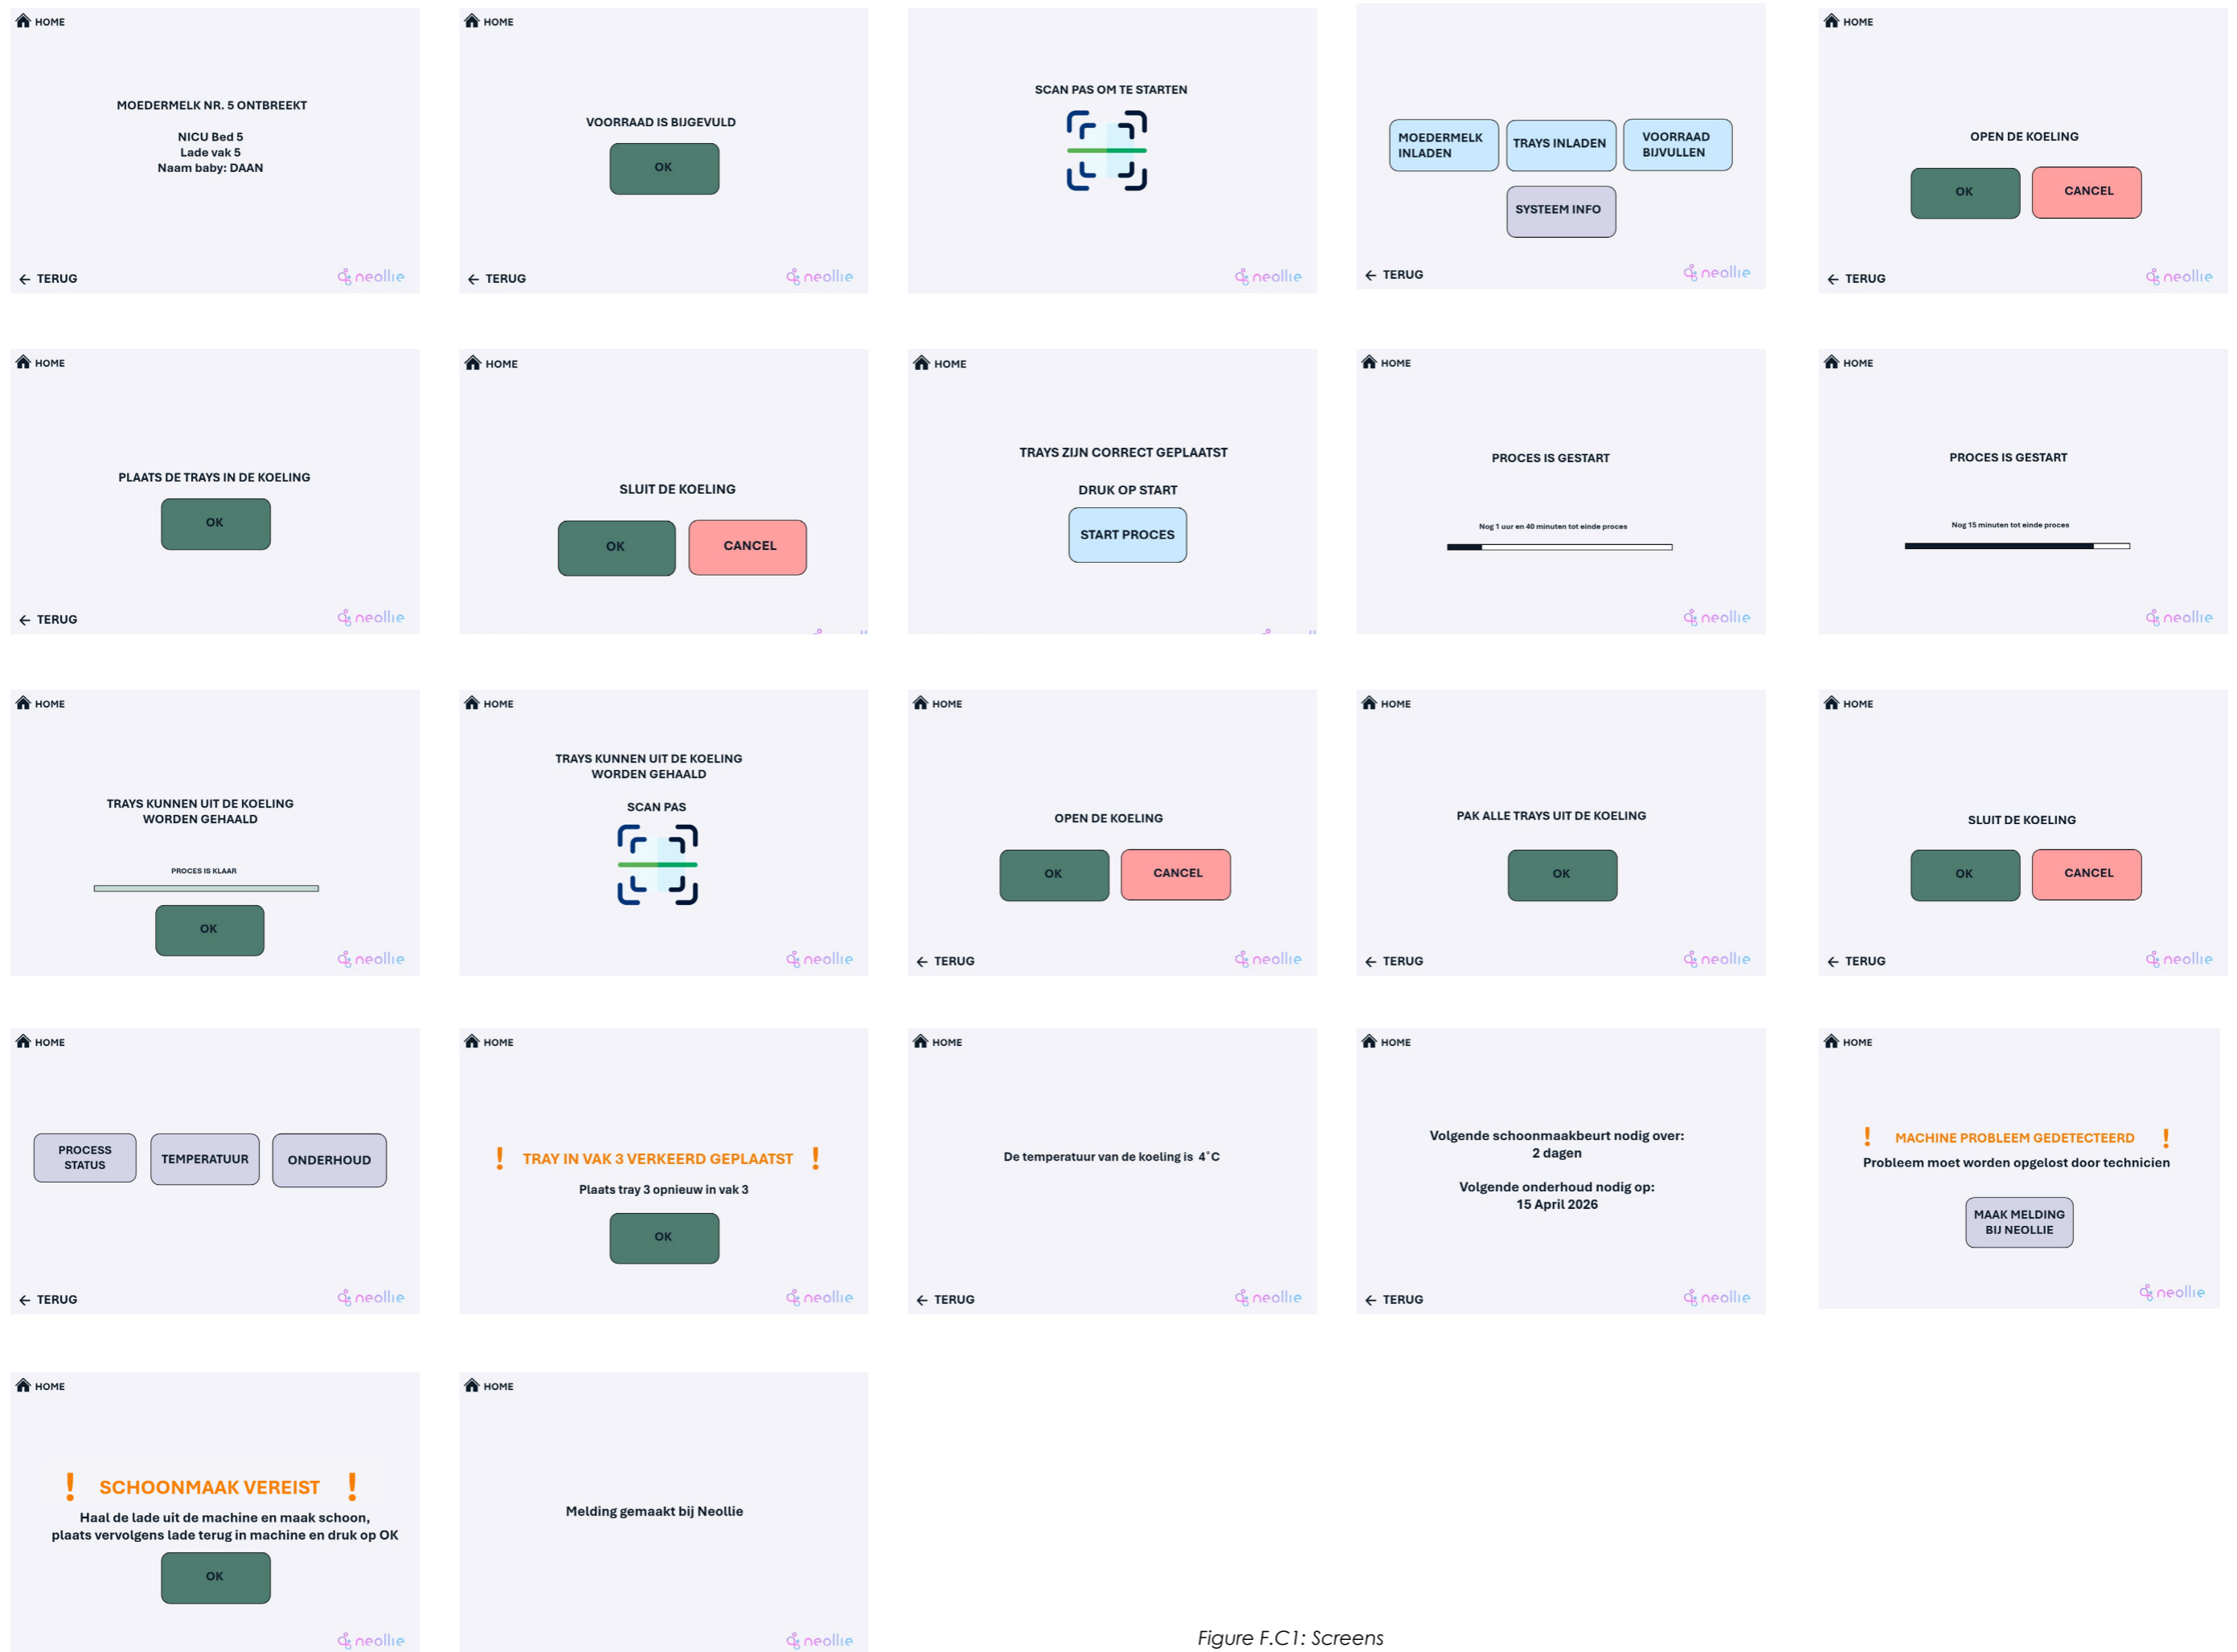 HOME
MOEDERMELK NR. 5 ONTBREEKT
NICU Bed 5
Lade vak 5
Naam baby: DAAN
TERUG
neollie
HOME
VOORRAAD IS BIJGEVULD
OK
TERUG
neollie
SCAN PAS OM TE STARTEN
neollie
MOEDERMELK
INLADEN
TRAYS INLADEN
VOORRAAD
BIJVULLEN
SYSTEEM INFO
TERUG
neollie
HOME
OPEN DE KOELING
OK
CANCEL
TERUG
neollie
HOME
PLAATS DE TRAYS IN DE KOELING
OK
TERUG
neollie
HOME
SLUIT DE KOELING
OK
CANCEL
HOME
TRAYS ZIJN CORRECT GEPLAATST
DRUK OP START
START PROCES
HOME
PROCES IS GESTART
Nog 1 uur en 40 minuten tot einde proces
neollie
HOME
PROCES IS GESTART
Nog 15 minuten tot einde proces
neollie
HOME
TRAYS KUNNEN UIT DE KOELING
WORDEN GEHAALD
PROCES IS KLAAR
OK
neollie
HOME
TRAYS KUNNEN UIT DE KOELING
WORDEN GEHAALD
SCAN PAS
neollie
HOME
OPEN DE KOELING
OK
CANCEL
TERUG
neollie
HOME
PAK ALLE TRAYS UIT DE KOELING
OK
TERUG
neollie
HOME
SLUIT DE KOELING
OK
CANCEL
TERUG
neollie
HOME
PROCESS
STATUS
TEMPERATUUR
ONDERHOUD
TERUG
neollie
HOME
! TRAY IN VAK 3 VERKEERD GEPLAATST !
Plaats tray 3 opnieuw in vak 3
OK
neollie
HOME
De temperatuur van de koeling is 4°C
TERUG
neollie
HOME
Volgende schoonmaakbeurt nodig over:
2 dagen
Volgende onderhoud nodig op:
15 April 2026
TERUG
neollie
HOME
! MACHINE PROBLEEM GEDETECTEERD !
Probleem moet worden opgelost door technicien
MAAK MELDING
BIJ NEOLLIE
neollie
HOME
! SCHOONMAAK VEREIST !
Haal de lade uit de machine en maak schoon,
plaats vervolgens lade terug in machine en druk op OK
OK
neollie
HOME
Melding gemaakt bij Neollie
neollie
Figure F.C1: Screens